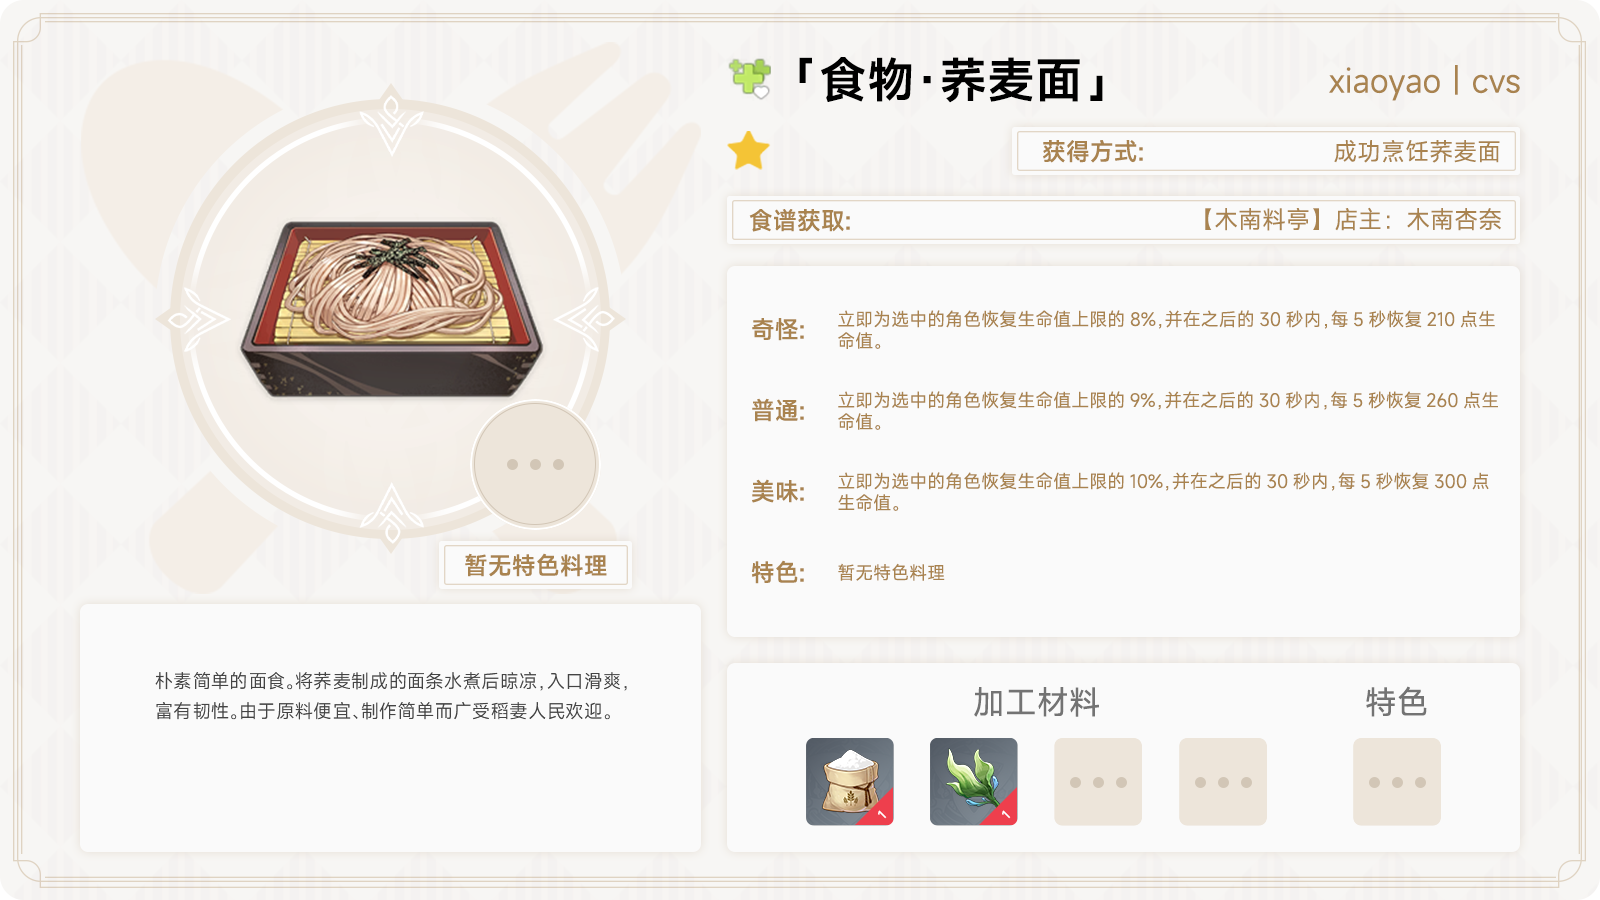 「食物·荞麦面」
xiaoyao | cvs
获得方式:
成功烹饪荞麦面
食谱获取:
【木南料亭】店主：木南杏奈
奇怪:
立即为选中的角色恢复生命值上限的 8%,并在之后的 30 秒内,每 5 秒恢复 210 点生
命值。
普通:
立即为选中的角色恢复生命值上限的 9%,并在之后的 30 秒内,每 5 秒恢复 260 点生
命值。
美味:
立即为选中的角色恢复生命值上限的 10%,并在之后的 30 秒内,每 5 秒恢复 300 点
生命值。
特色:
暂无特色料理
暂无特色料理
朴素简单的面食。将荞麦制成的面条水煮后晾凉,入口滑爽,
富有韧性。由于原料便宜、制作简单而广受稻妻人民欢迎。
加工材料
特色
1
1